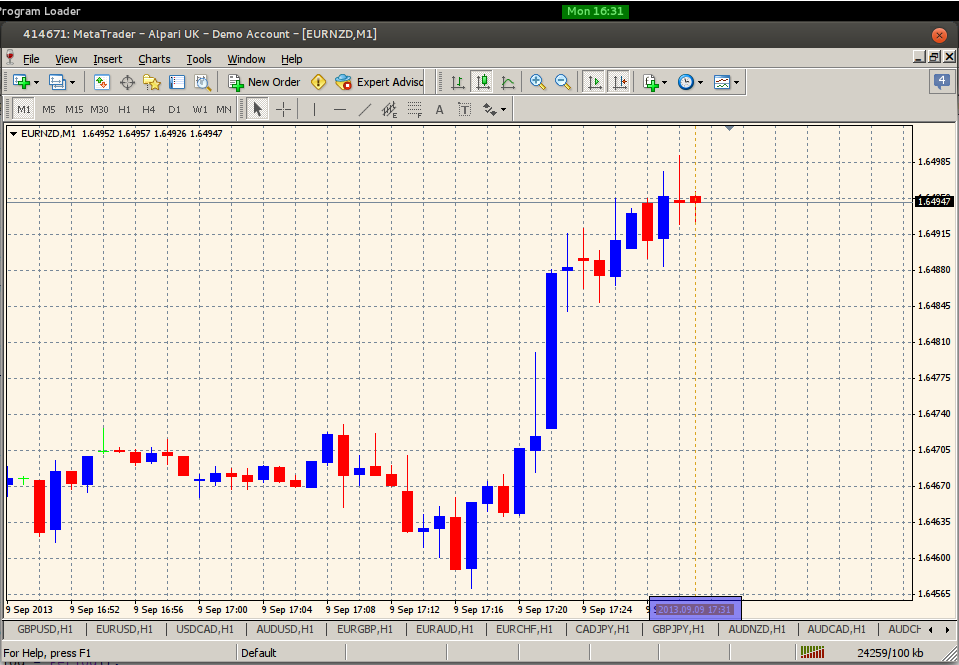 rogram Loader
Mon 16:31
414671: MetaTrader - Alpari UK - Demo Account - [EURNZD,M1]
File View Insert Charts Tools Window Help
New Order Expert Advisc
4
M1 M5 M15 M30 H1 H4 D1 W1 MN A T
EURNZD,M1 1.64952 1.64957 1.64926 1.64947
1.64985
1.64947
1.64915
1.64880
1.64845
1.64810
1.64775
1.64740
1.64705
1.64670
1.64635
1.64600
1.64565
9 Sep 2013 9 Sep 16:52 9 Sep 16:56 9 Sep 17:00 9 Sep 17:04 9 Sep 17:08 9 Sep 17:12 9 Sep 17:16 9 Sep 17:20 9 Sep 17:24 2013.09.09 17:31
GBPUSD,H1 EURUSD,H1 USDCAD,H1 AUDUSD,H1 EURGBP,H1 EURAUD,H1 EURCHF,H1 CADJPY,H1 GBPJPY,H1 AUDNZD,H1 AUDCAD,H1 AUDCH
For Help, press F1 Default 24259/100 kb